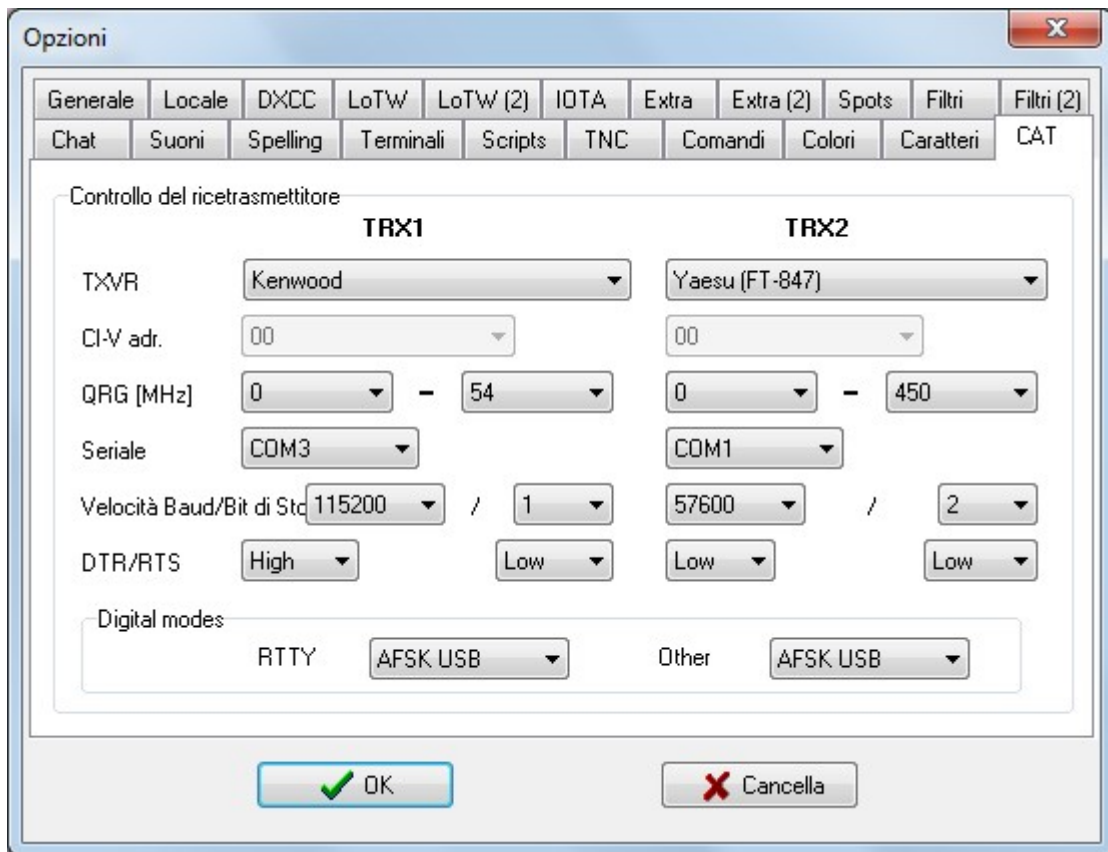 Opzioni
Generale Locale DXCC LoTW LoTW (2) IOTA Extra Extra (2) Spots Filtri Filtri (2)
Chat Suoni Spelling Terminali Scripts TNC Comandi Colori Caratteri CAT
Controllo del ricetrasmettitore
TRX1 TRX2
TXVR Kenwood Yaesu (FT-847)
CI-V adr. 00 00
QRG [MHz] 0 - 54 0 - 450
Seriale COM3 COM1
Velocità Baud/Bit di Sto 115200 / 1 57600 / 2
DTR/RTS High Low Low Low
Digital modes
RTTY AFSK USB Other AFSK USB
OK Cancella